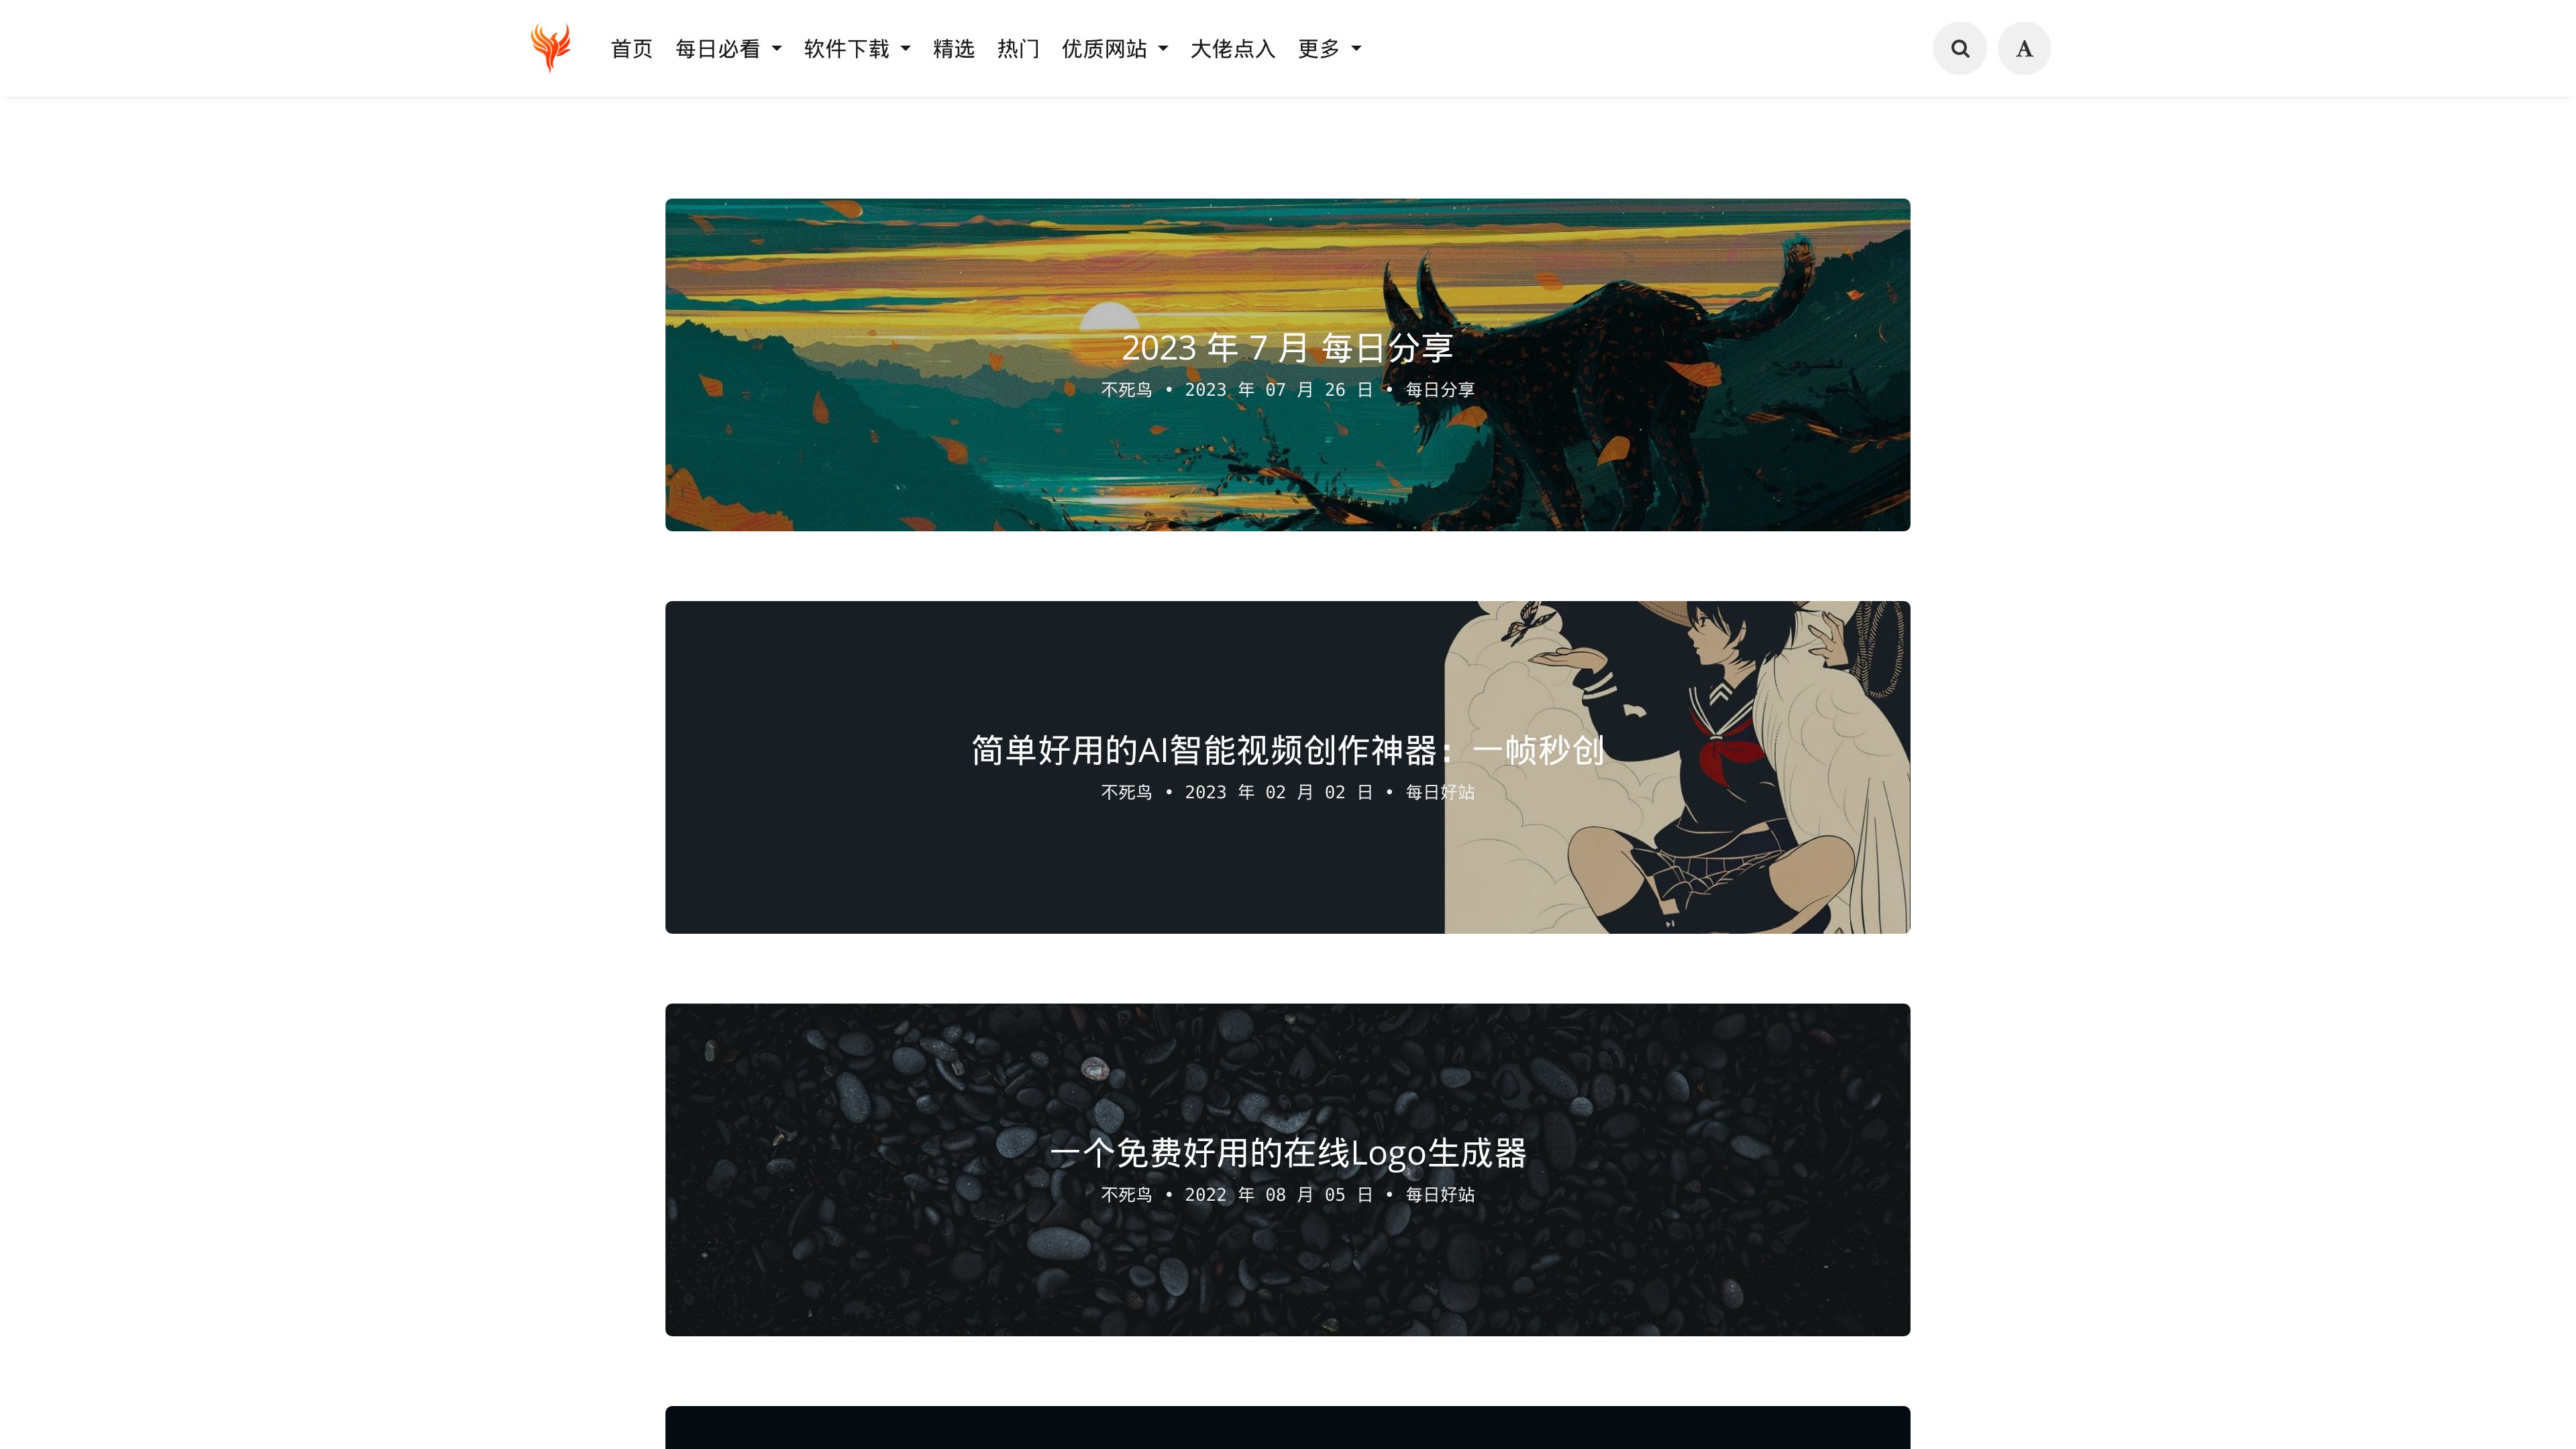 首页 每日必看 软件下载 精选 热门 优质网站 大佬点入 更多 A
2023 年 7 月 每日分享
不死鸟 • 2023 年 07 月 26 日 • 每日分享
简单好用的AI智能视频创作神器：一帧秒创
不死鸟 • 2023 年 02 月 02 日 • 每日好站
一个免费好用的在线Logo生成器
不死鸟 • 2022 年 08 月 05 日 • 每日好站